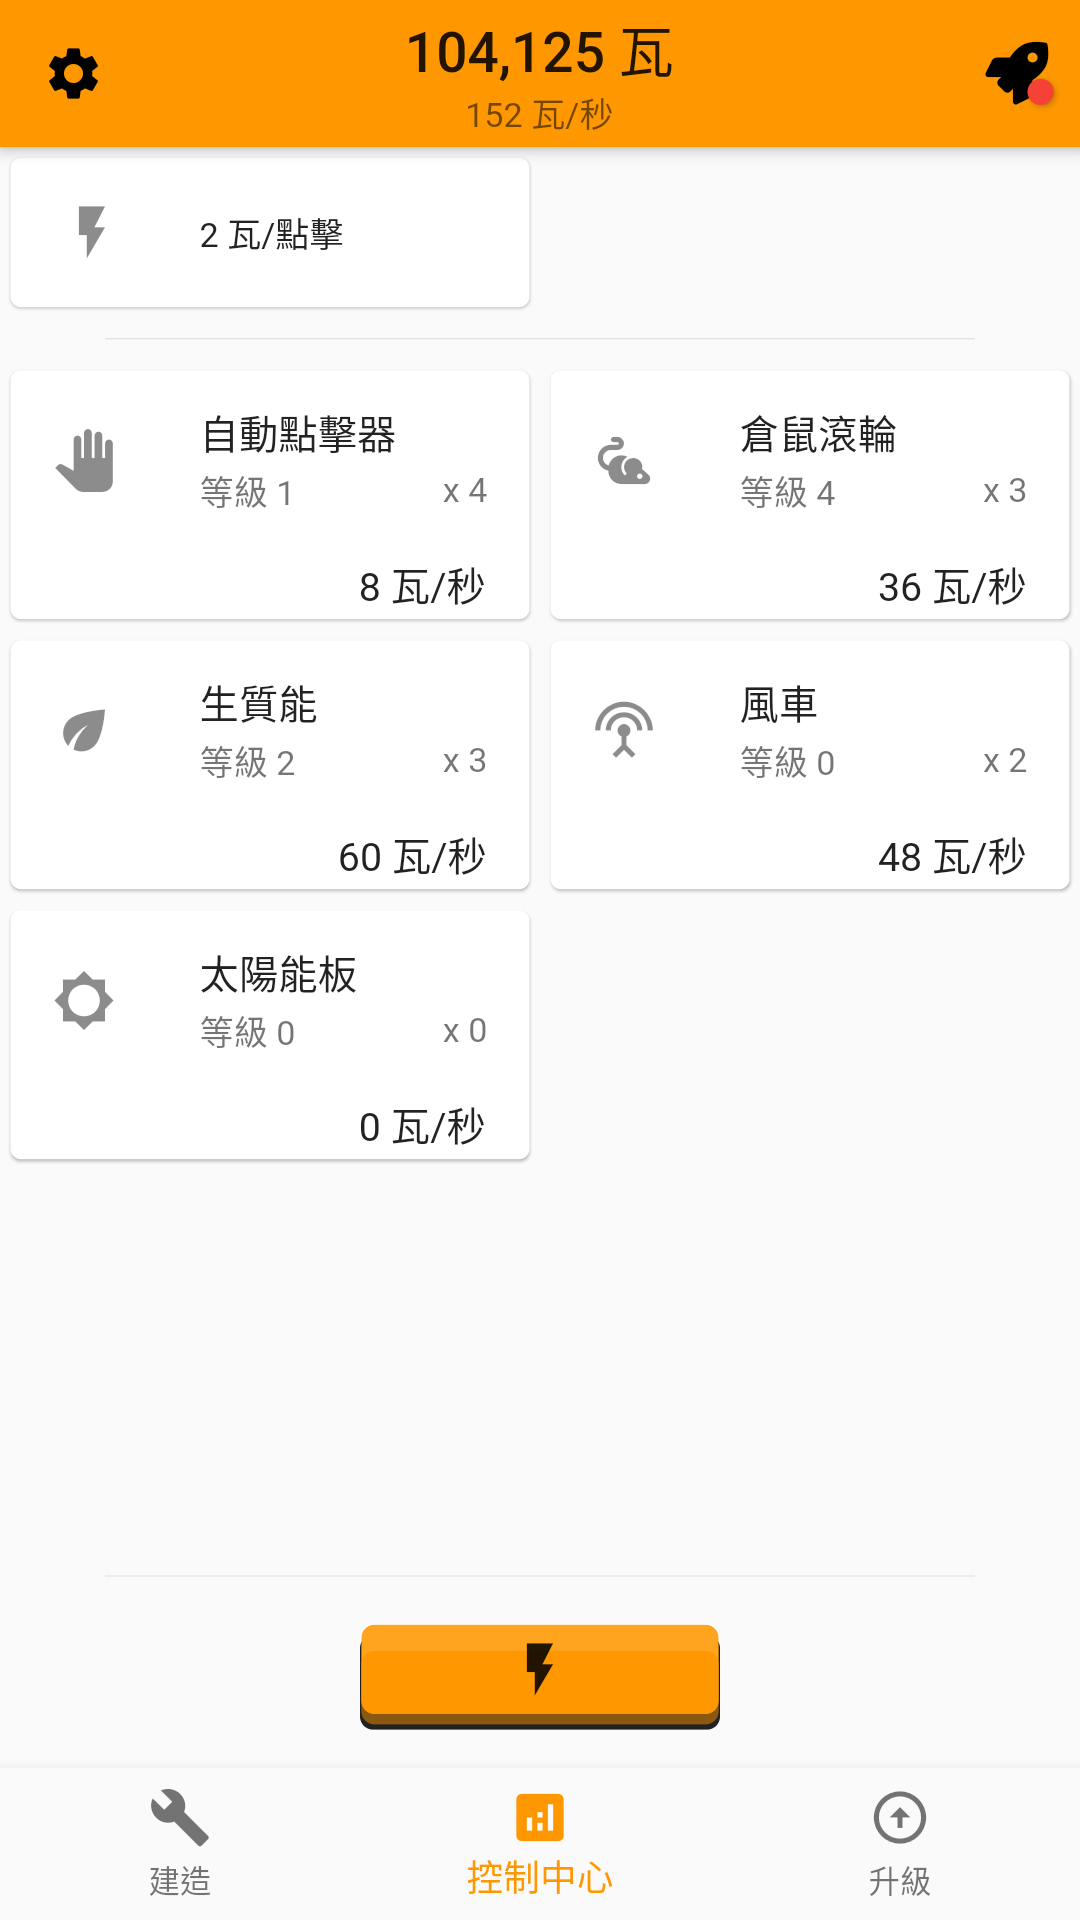 104,125 瓦
152 瓦/秒
2 瓦/點擊
自動點擊器
等級 1
x 4
8 瓦/秒
倉鼠滾輪
等級 4
x 3
36 瓦/秒
生質能
等級 2
x 3
60 瓦/秒
風車
等級 0
x 2
48 瓦/秒
太陽能板
等級 0
x 0
0 瓦/秒
建造
控制中心
升級